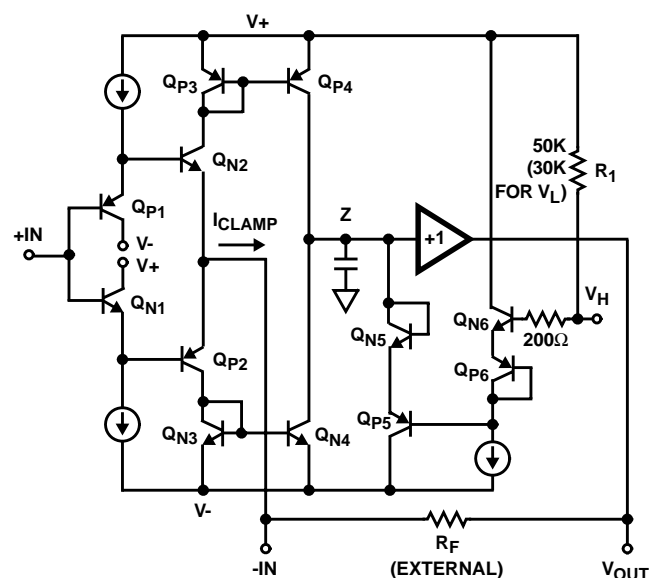 V+
QP3
QP4
QN2
50K
(30K
FOR VL)
R1
QP1
ICLAMP
Z
+1
+IN
V-
V+
VH
QN1
QN6
200Ω
QN5
QP2
QP6
QP5
QN3
QN4
V-
RF
-IN
(EXTERNAL)
VOUT